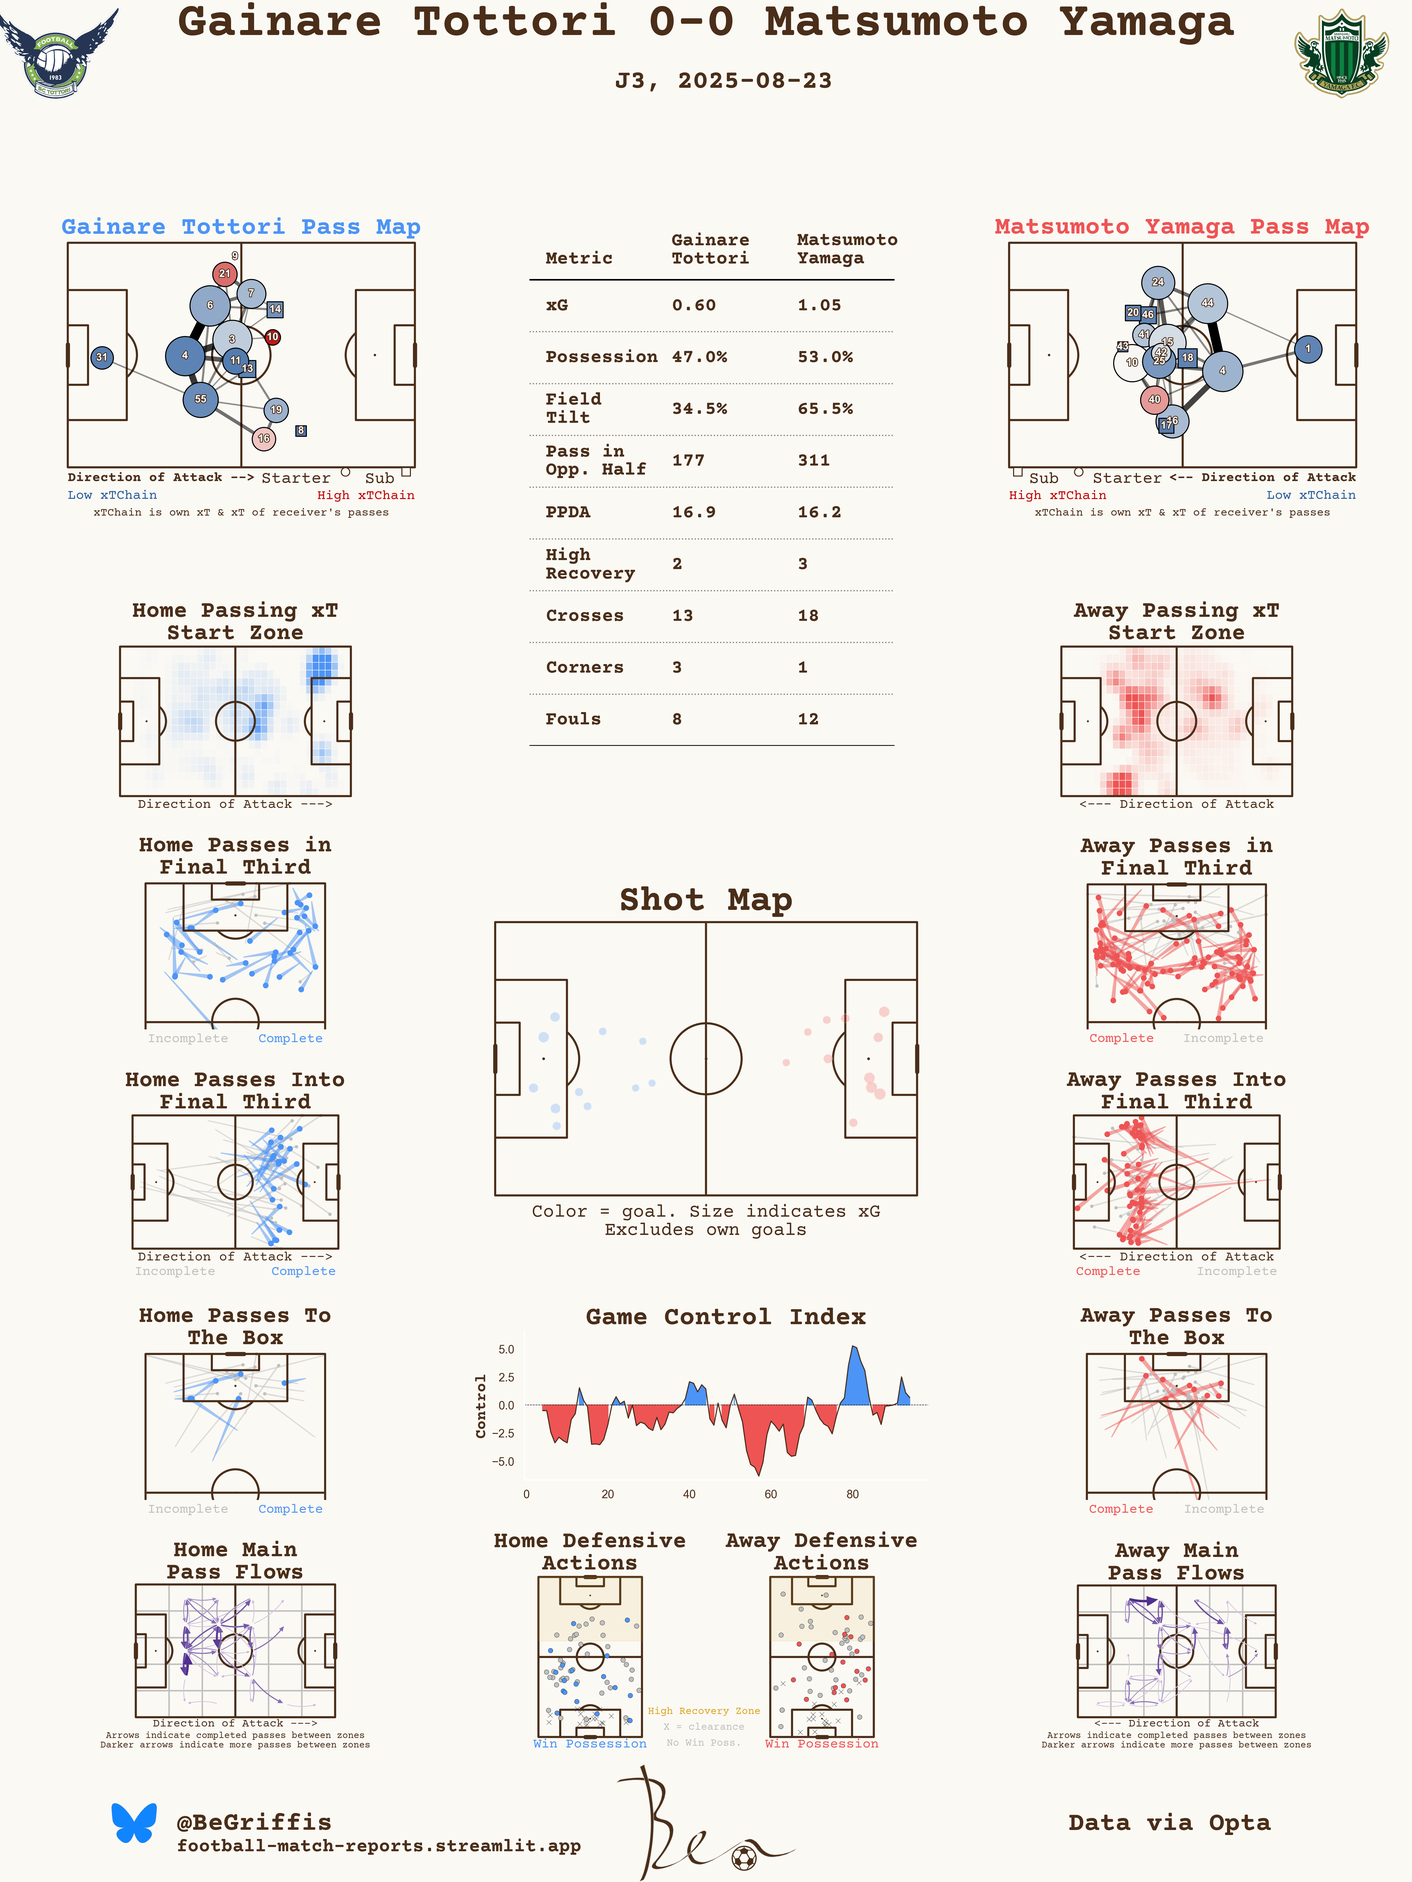 Gainare Tottori 0-0 Matsumoto Yamaga
J3, 2025-08-23
FOOTBALL
1983
SC TOTTORI
MATSUMOTO
YAMAGA F.C.
Gainare Tottori Pass Map
9
21
7
6
14
3
10
4
11
31
13
55
19
8
16
Direction of Attack --> Starter Sub
Low xTChain High xTChain
xTChain is own xT & xT of receiver's passes
Metric Gainare Tottori Matsumoto Yamaga
xG 0.60 1.05
Possession 47.0% 53.0%
Field Tilt 34.5% 65.5%
Pass in Opp. Half 177 311
PPDA 16.9 16.2
High Recovery 2 3
Crosses 13 18
Corners 3 1
Fouls 8 12
Matsumoto Yamaga Pass Map
24
44
20
46
41
15
43
42
18
1
10
25
4
40
17
Sub Starter <-- Direction of Attack
High xTChain Low xTChain
xTChain is own xT & xT of receiver's passes
Home Passing xT
Start Zone
Direction of Attack --->
Away Passing xT
Start Zone
<--- Direction of Attack
Home Passes in
Final Third
Incomplete Complete
Away Passes in
Final Third
Complete Incomplete
Shot Map
Color = goal. Size indicates xG
Excludes own goals
Home Passes Into
Final Third
Direction of Attack --->
Incomplete Complete
Away Passes Into
Final Third
<--- Direction of Attack
Complete Incomplete
Home Passes To
The Box
Incomplete Complete
Game Control Index
Control
5.0
2.5
0.0
−2.5
−5.0
0 20 40 60 80
Away Passes To
The Box
Complete Incomplete
Home Main
Pass Flows
Direction of Attack --->
Arrows indicate completed passes between zones
Darker arrows indicate more passes between zones
Home Defensive
Actions
Win Possession
High Recovery Zone
X = clearance
No Win Poss.
Away Defensive
Actions
Win Possession
Away Main
Pass Flows
<--- Direction of Attack
Arrows indicate completed passes between zones
Darker arrows indicate more passes between zones
@BeGriffis
football-match-reports.streamlit.app
Ben
Data via Opta